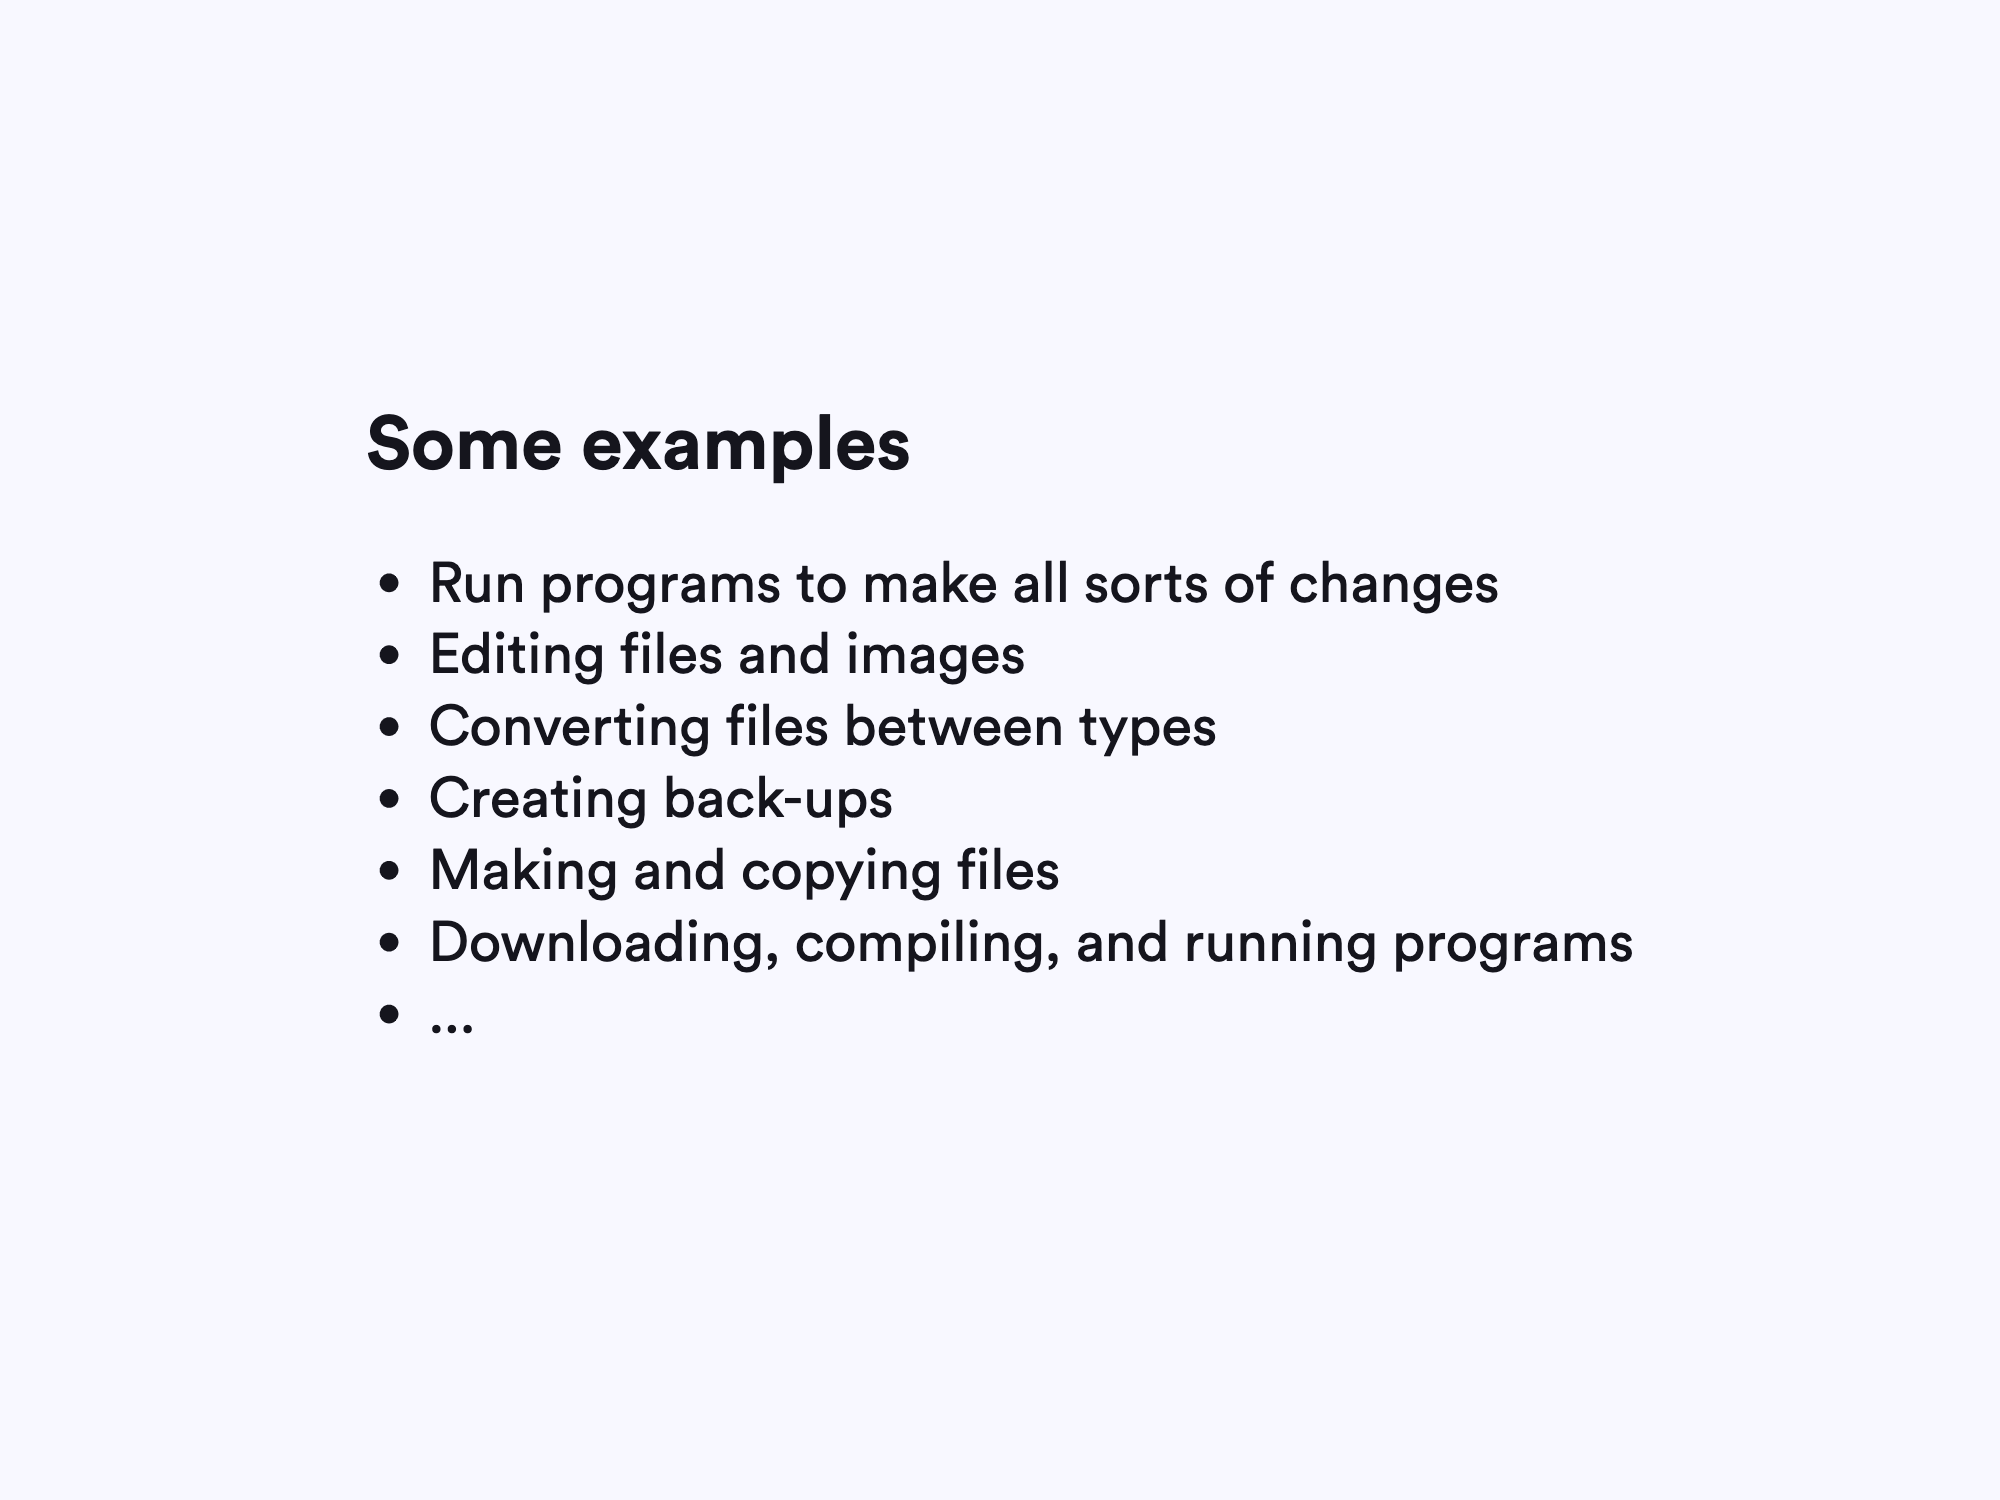 Some examples
• Run programs to make all sorts of changes
• Editing files and images
• Converting files between types
• Creating back-ups
• Making and copying files
• Downloading, compiling, and running programs
• ...